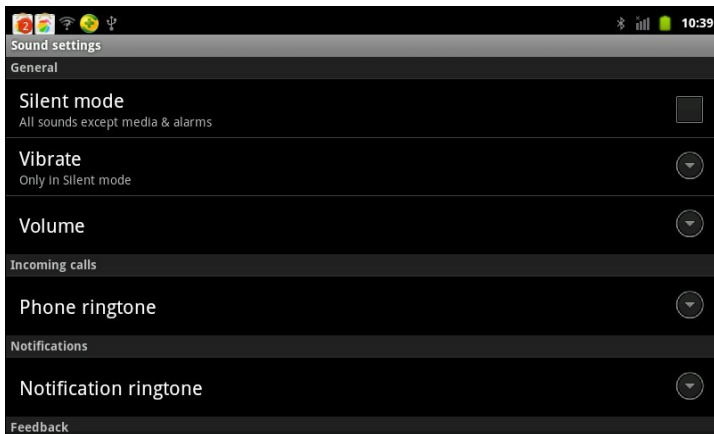 2
10:39
Sound settings
General
Silent mode
All sounds except media & alarms
Vibrate
Only in Silent mode
Volume
Incoming calls
Phone ringtone
Notifications
Notification ringtone
Feedback